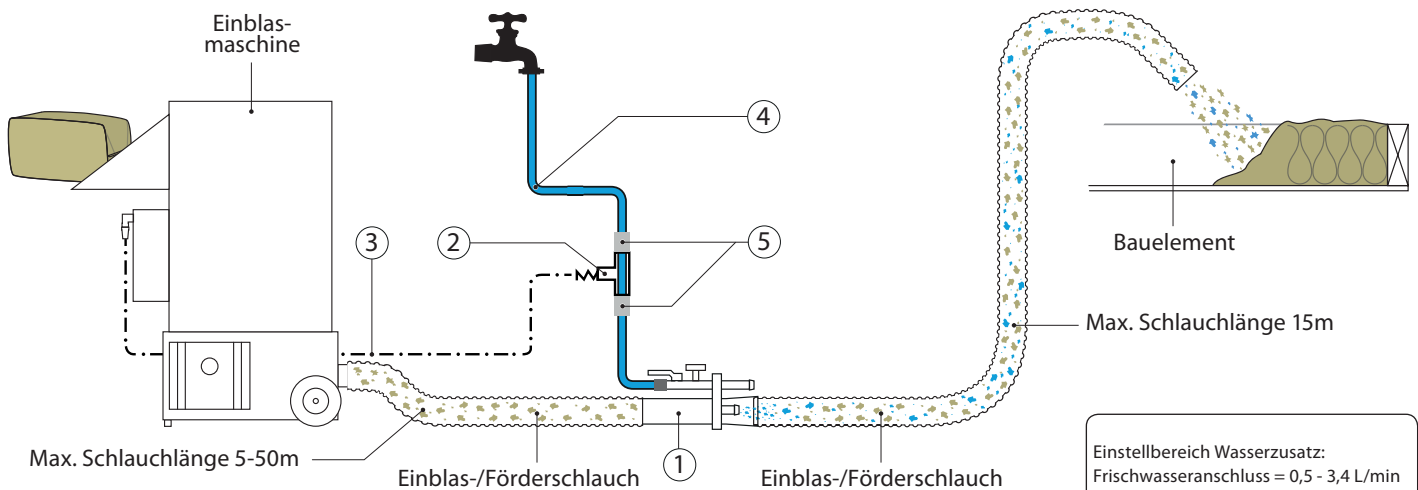 Einblas-
maschine
4
3
2
5
Bauelement
Max. Schlauchlänge 15m
Max. Schlauchlänge 5-50m
Einblas-/Förderschlauch
1
Einblas-/Förderschlauch
Einstellbereich Wasserzusatz:
Frischwasseranschluss = 0,5 - 3,4 L/min